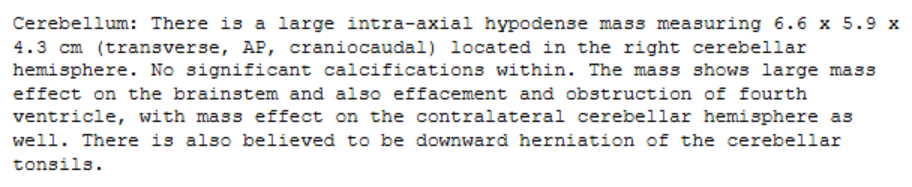 Cerebellum: There is a large intra-axial hypodense mass measuring 6.6 x 5.9 x
4.3 cm (transverse, AP, craniocaudal) located in the right cerebellar
hemisphere. No significant calcifications within. The mass shows large mass
effect on the brainstem and also effacement and obstruction of fourth
ventricle, with mass effect on the contralateral cerebellar hemisphere as
well. There is also believed to be downward herniation of the cerebellar
tonsils.